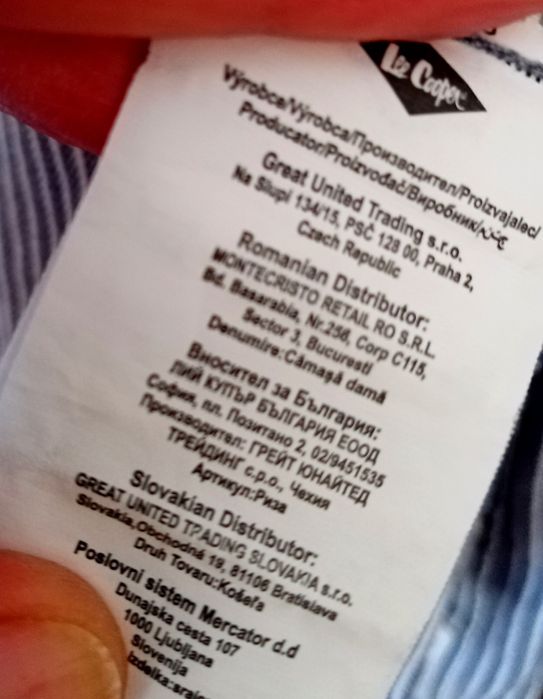 Lee Cooper
Výrobce/Výrobca/Производител/Proizvajalec/
Producator/Proizvođač/Виробник/
Great United Trading s.r.o.
Na Slupi 134/15, PSČ 128 00, Praha 2,
Czech Republic
Romanian Distributor:
MONTECRISTO RETAIL RO S.R.L.
Bd. Basarabia, Nr.256, Corp C115,
Sector 3, Bucuresti
Denumire:Cămaşă damă
Вносител за България:
ЛИЙ КУПЪР БЪЛГАРИЯ ЕООД
София, пл. Позитано 2, 02/9451535
Производител: ГРЕЙТ ЮНАЙТЕД
ТРЕЙДИНГ с.р.о., Чехия
Артикул:Риза
Slovakian Distributor:
GREAT UNITED TRADING SLOVAKIA s.r.o.
Slovakia,Obchodná 19, 81106 Bratislava
Druh Tovaru:Košeľa
Poslovni sistem Mercator d.d
Dunajska cesta 107
1000 Ljubljana
Slovenija
Izdelka: